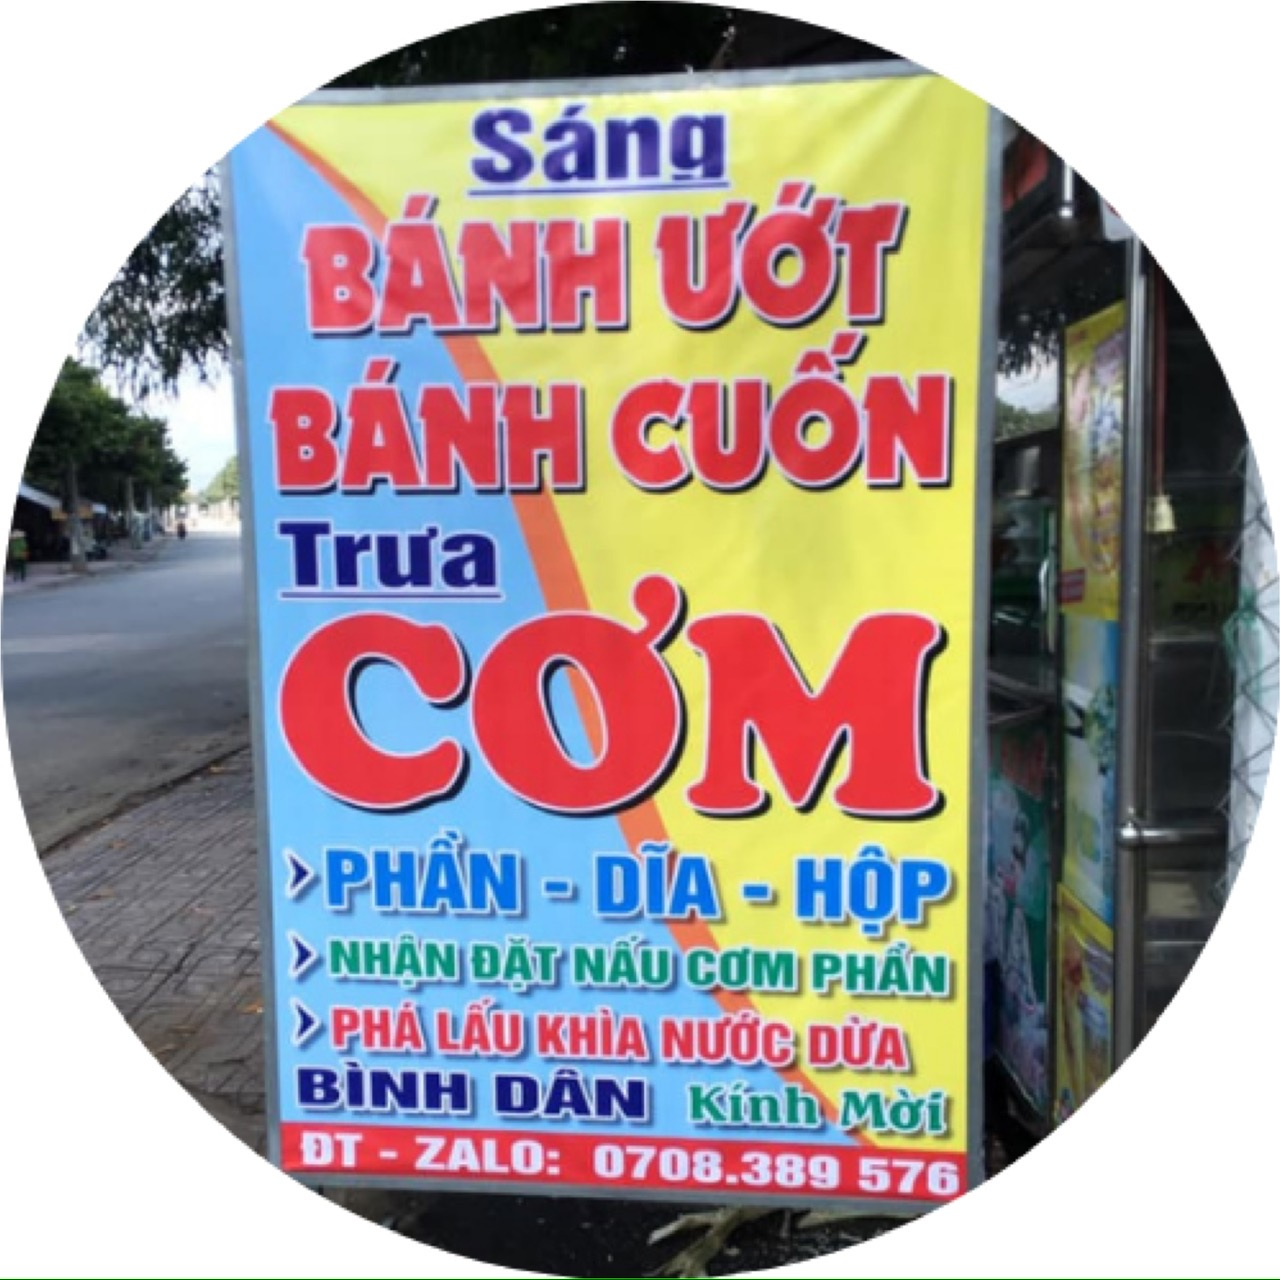 Sáng
BÁNH ƯỚT
BÁNH CUỐN
Trưa
CƠM
PHẦN - DĨA - HỘP
NHẬN ĐẶT NẤU CƠM PHẦN
PHÁ LẤU KHÌA NƯỚC DỪA
BÌNH DÂN Kính Mời
ĐT - ZALO: 0708.389 576